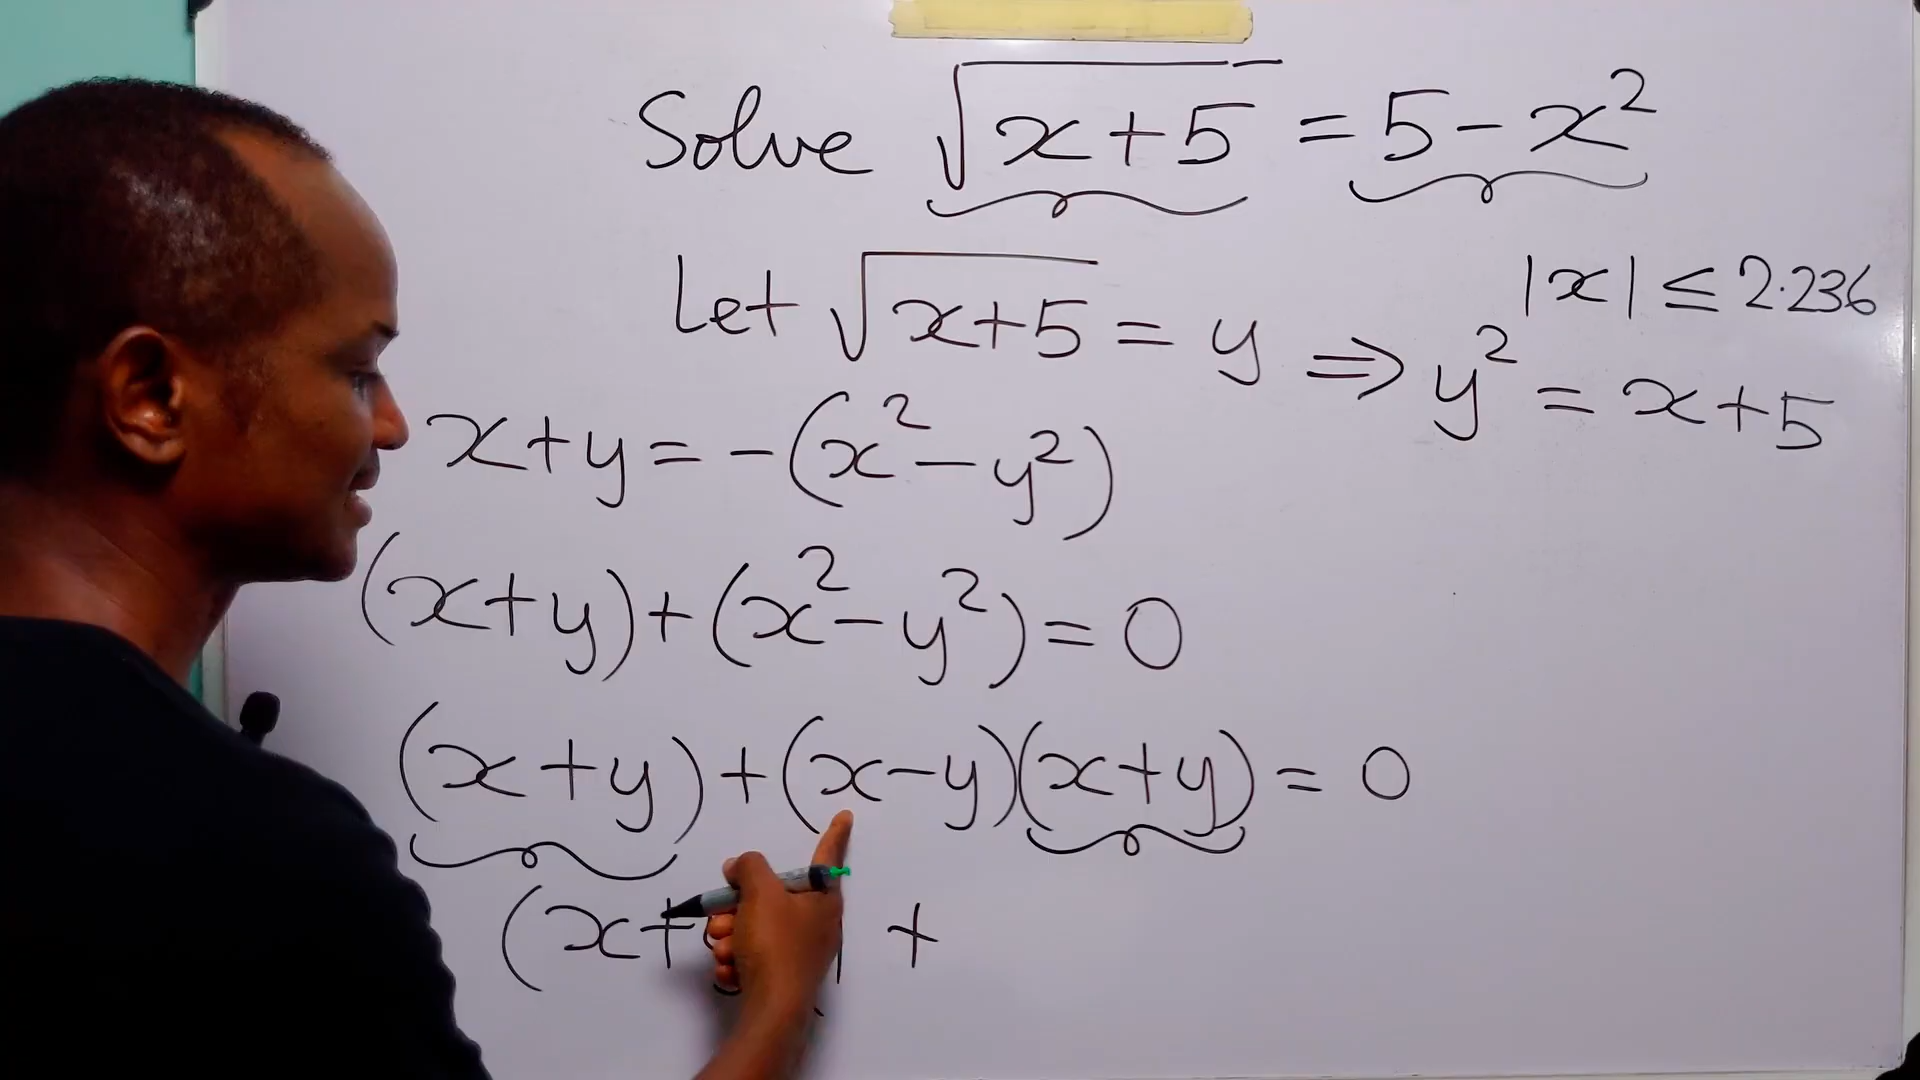 Solve √(x+5) = 5-x²
|x| ≤ 2.236
Let √(x+5) = y ⇒ y² = x+5
x+y = -(x²-y²)
(x+y)+(x²-y²) = 0
(x+y)+(x-y)(x+y) = 0
(x+ +